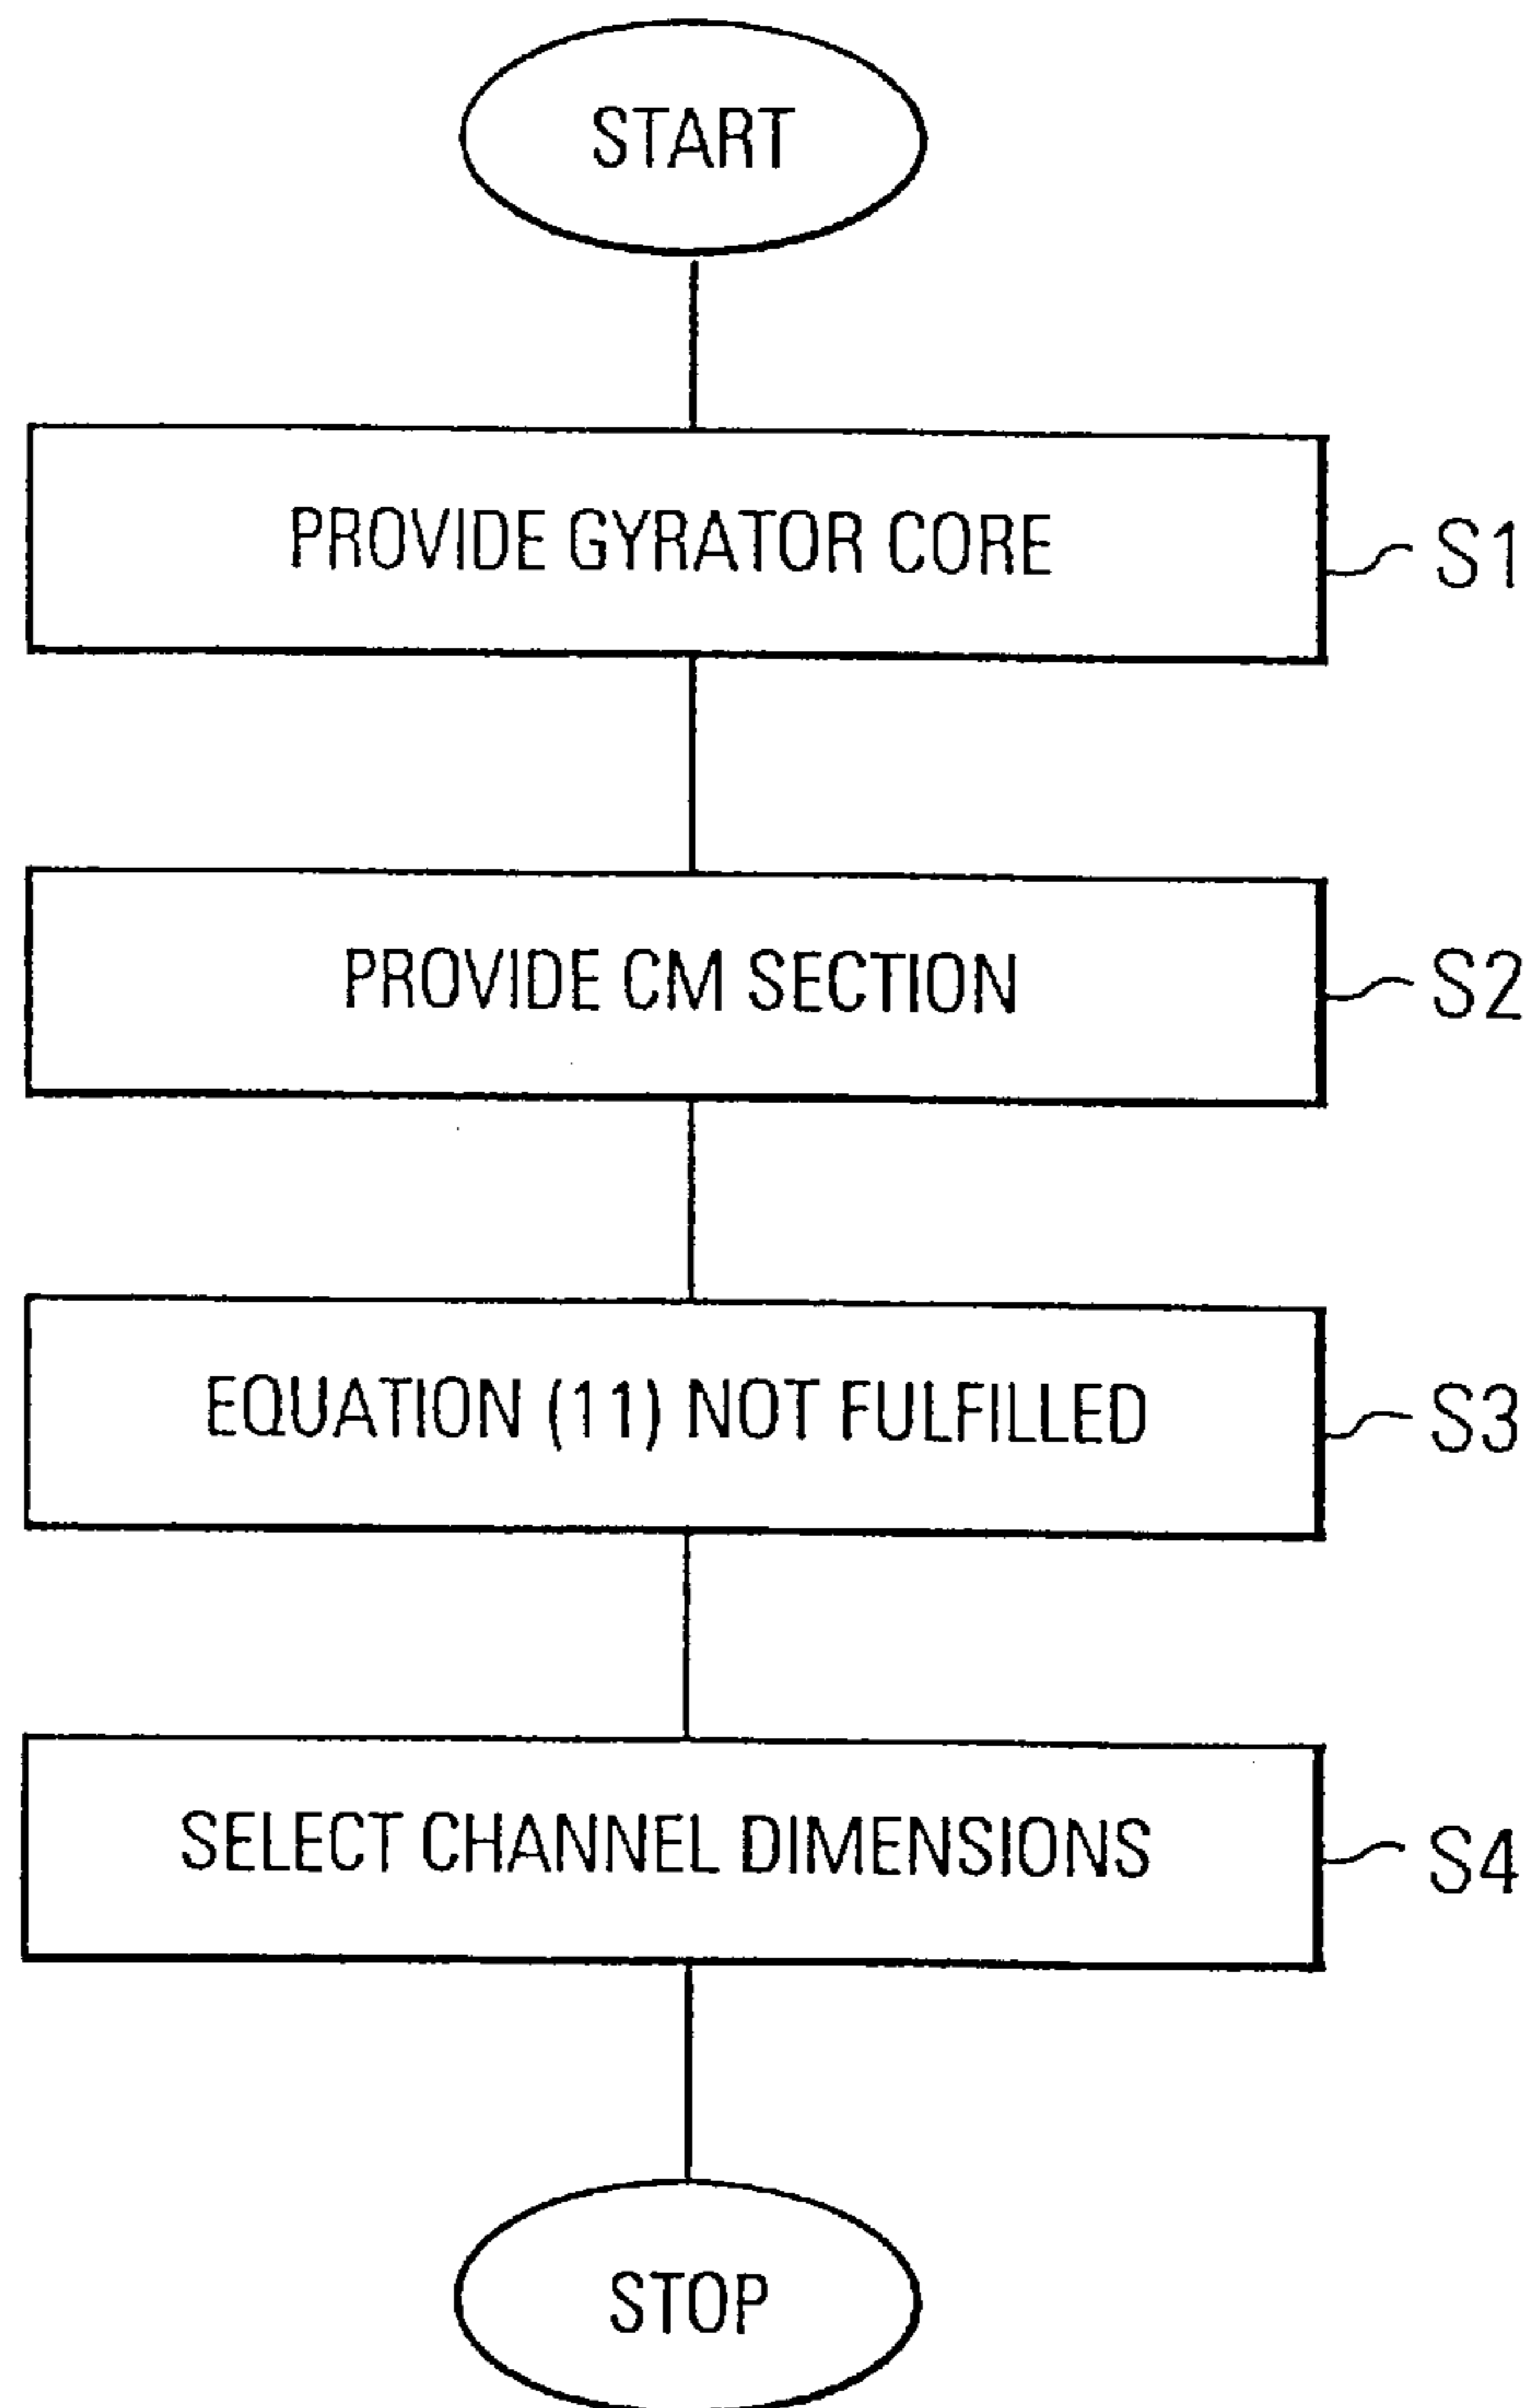 START
PROVIDE GYRATOR CORE
S1
PROVIDE CM SECTION
S2
EQUATION (11) NOT FULFILLED
S3
SELECT CHANNEL DIMENSIONS
S4
STOP